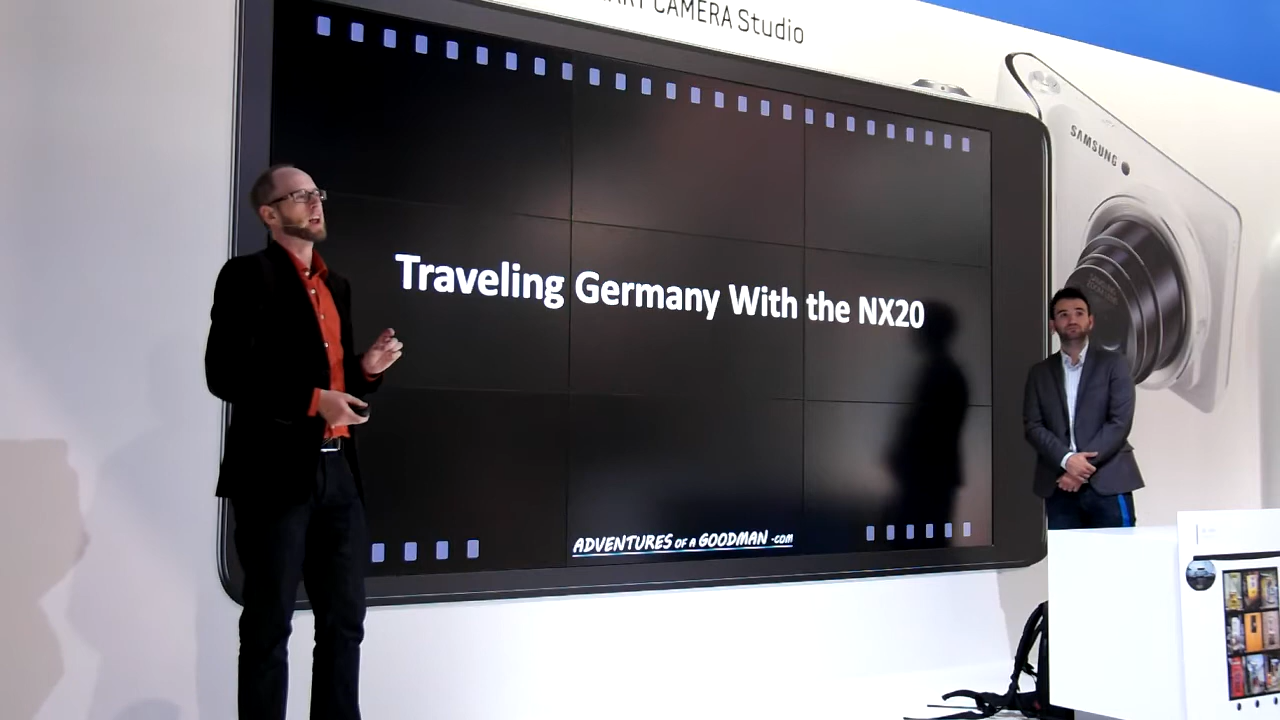 CAMERA Studio
SAMSUNG
Traveling Germany With the NX20
ADVENTURES OF A GOODMAN .COM